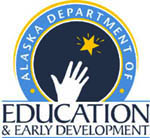 ALASKA DEPARTMENT OF
EDUCATION
& EARLY DEVELOPMENT